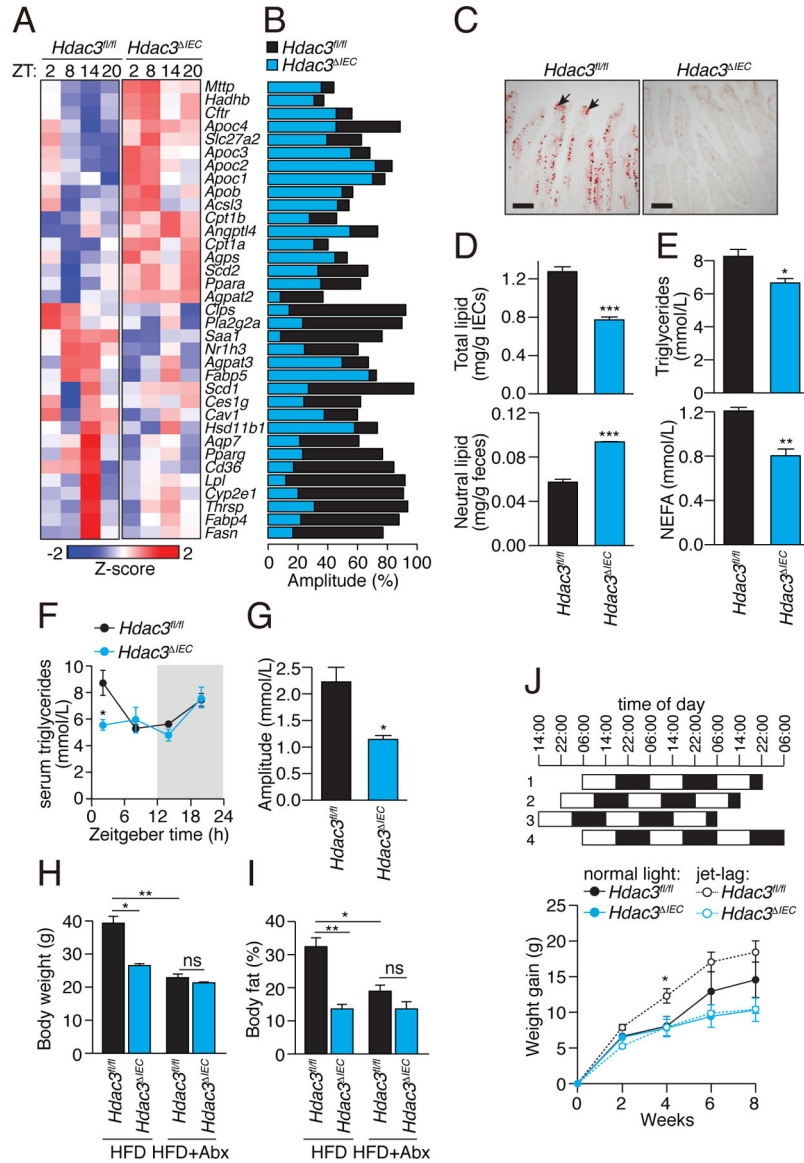 A
Hdac3fl/fl Hdac3ΔIEC
ZT: 2 8 14 20 2 8 14 20
Mttp
Hadhb
Cftr
Apoc4
Slc27a2
Apoc3
Apoc2
Apoc1
Apob
Acsl3
Cpt1b
Angptl4
Cpt1a
Agps
Scd2
Ppara
Agpat2
Clps
Pla2g2a
Saa1
Nr1h3
Agpat3
Fabp5
Scd1
Ces1g
Cav1
Hsd11b1
Aqp7
Pparg
Cd36
Lpl
Cyp2e1
Thrsp
Fabp4
Fasn
-2 2
Z-score
B
Hdac3fl/fl
Hdac3ΔIEC
0 20 40 60 80 100
Amplitude (%)
C
Hdac3fl/fl Hdac3ΔIEC
D
Total lipid
(mg/g IECs)
1.2
0.8
0.4
0.0
***
Neutral lipid
(mg/g feces)
0.12
0.08
0.04
0.00
***
Hdac3fl/fl
Hdac3ΔIEC
E
Triglycerides
(mmol/L)
8
6
4
2
0
*
NEFA (mmol/L)
1.2
0.8
0.4
0.0
**
Hdac3fl/fl
Hdac3ΔIEC
F
Hdac3fl/fl
Hdac3ΔIEC
serum triglycerides
(mmol/L)
10
8
6
4
2
0
*
0 6 12 18 24
Zeitgeber time (h)
G
Amplitude (mmol/L)
2.5
2.0
1.5
1.0
0.5
0.0
*
Hdac3fl/fl
Hdac3ΔIEC
H
Body weight (g)
40
30
20
10
0
**
*
ns
Hdac3fl/fl
Hdac3ΔIEC
Hdac3fl/fl
Hdac3ΔIEC
HFD HFD+Abx
I
Body fat (%)
40
30
20
10
0
*
**
ns
Hdac3fl/fl
Hdac3ΔIEC
Hdac3fl/fl
Hdac3ΔIEC
HFD HFD+Abx
J
time of day
14:00 22:00 06:00 14:00 22:00 06:00 14:00 22:00 06:00 14:00 22:00 06:00
1
2
3
4
normal light: jet-lag:
Hdac3fl/fl Hdac3fl/fl
Hdac3ΔIEC Hdac3ΔIEC
Weight gain (g)
25
20
15
10
5
0
*
0 2 4 6 8
Weeks